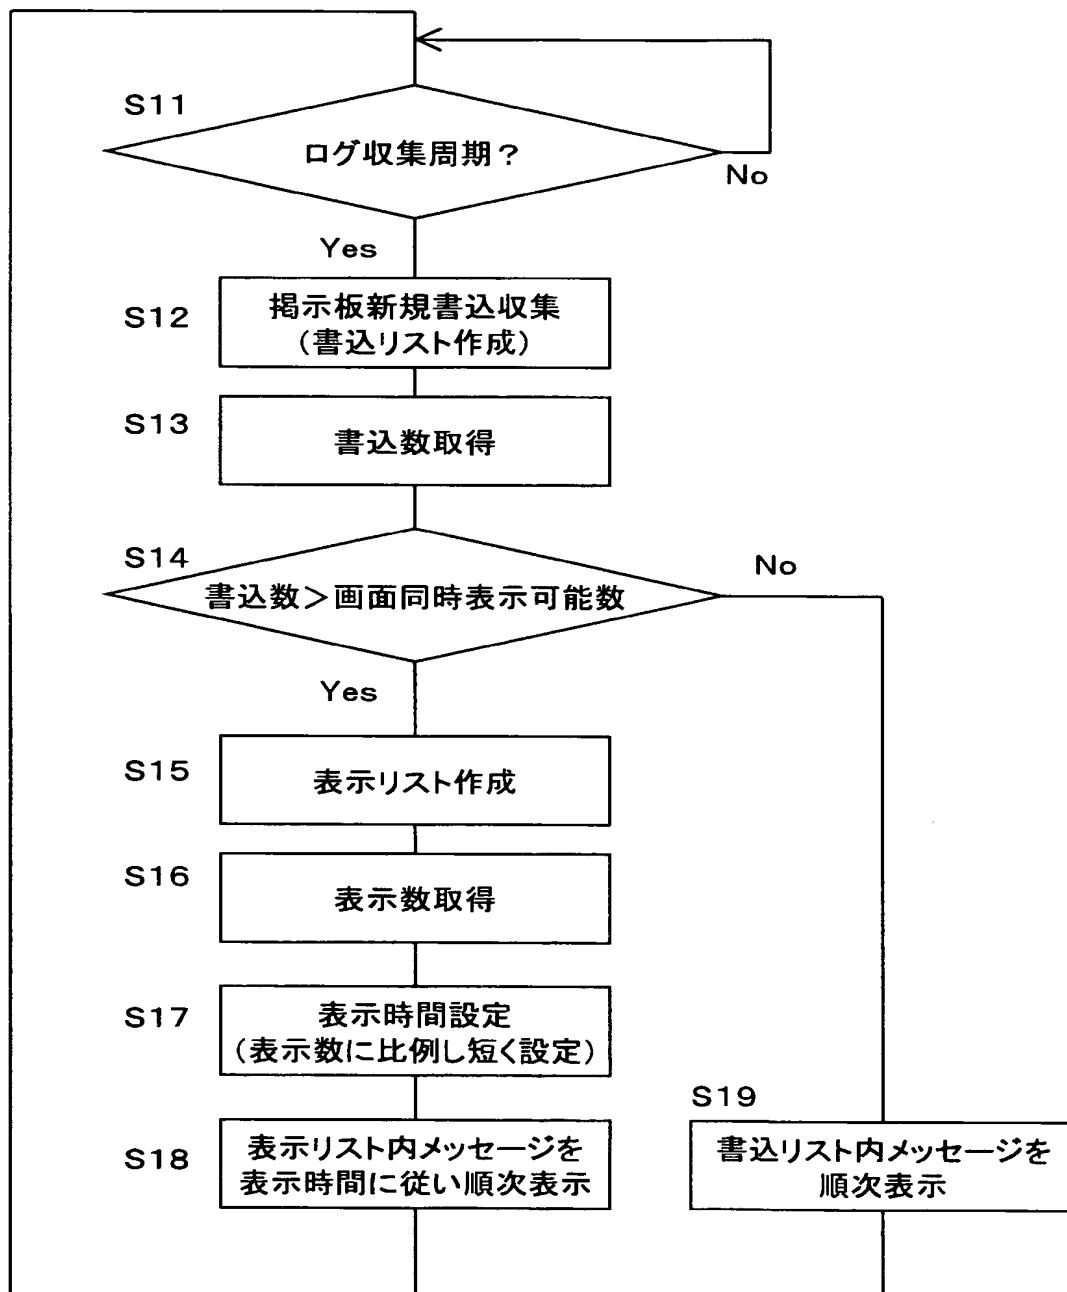 S11
ログ収集周期?
No
Yes
S12
掲示板新規書込収集
(書込リスト作成)
S13
書込数取得
S14
書込数>画面同時表示可能数
No
Yes
S15
表示リスト作成
S16
表示数取得
S17
表示時間設定
(表示数に比例し短く設定)
S18
表示リスト内メッセージを
表示時間に従い順次表示
S19
書込リスト内メッセージを
順次表示